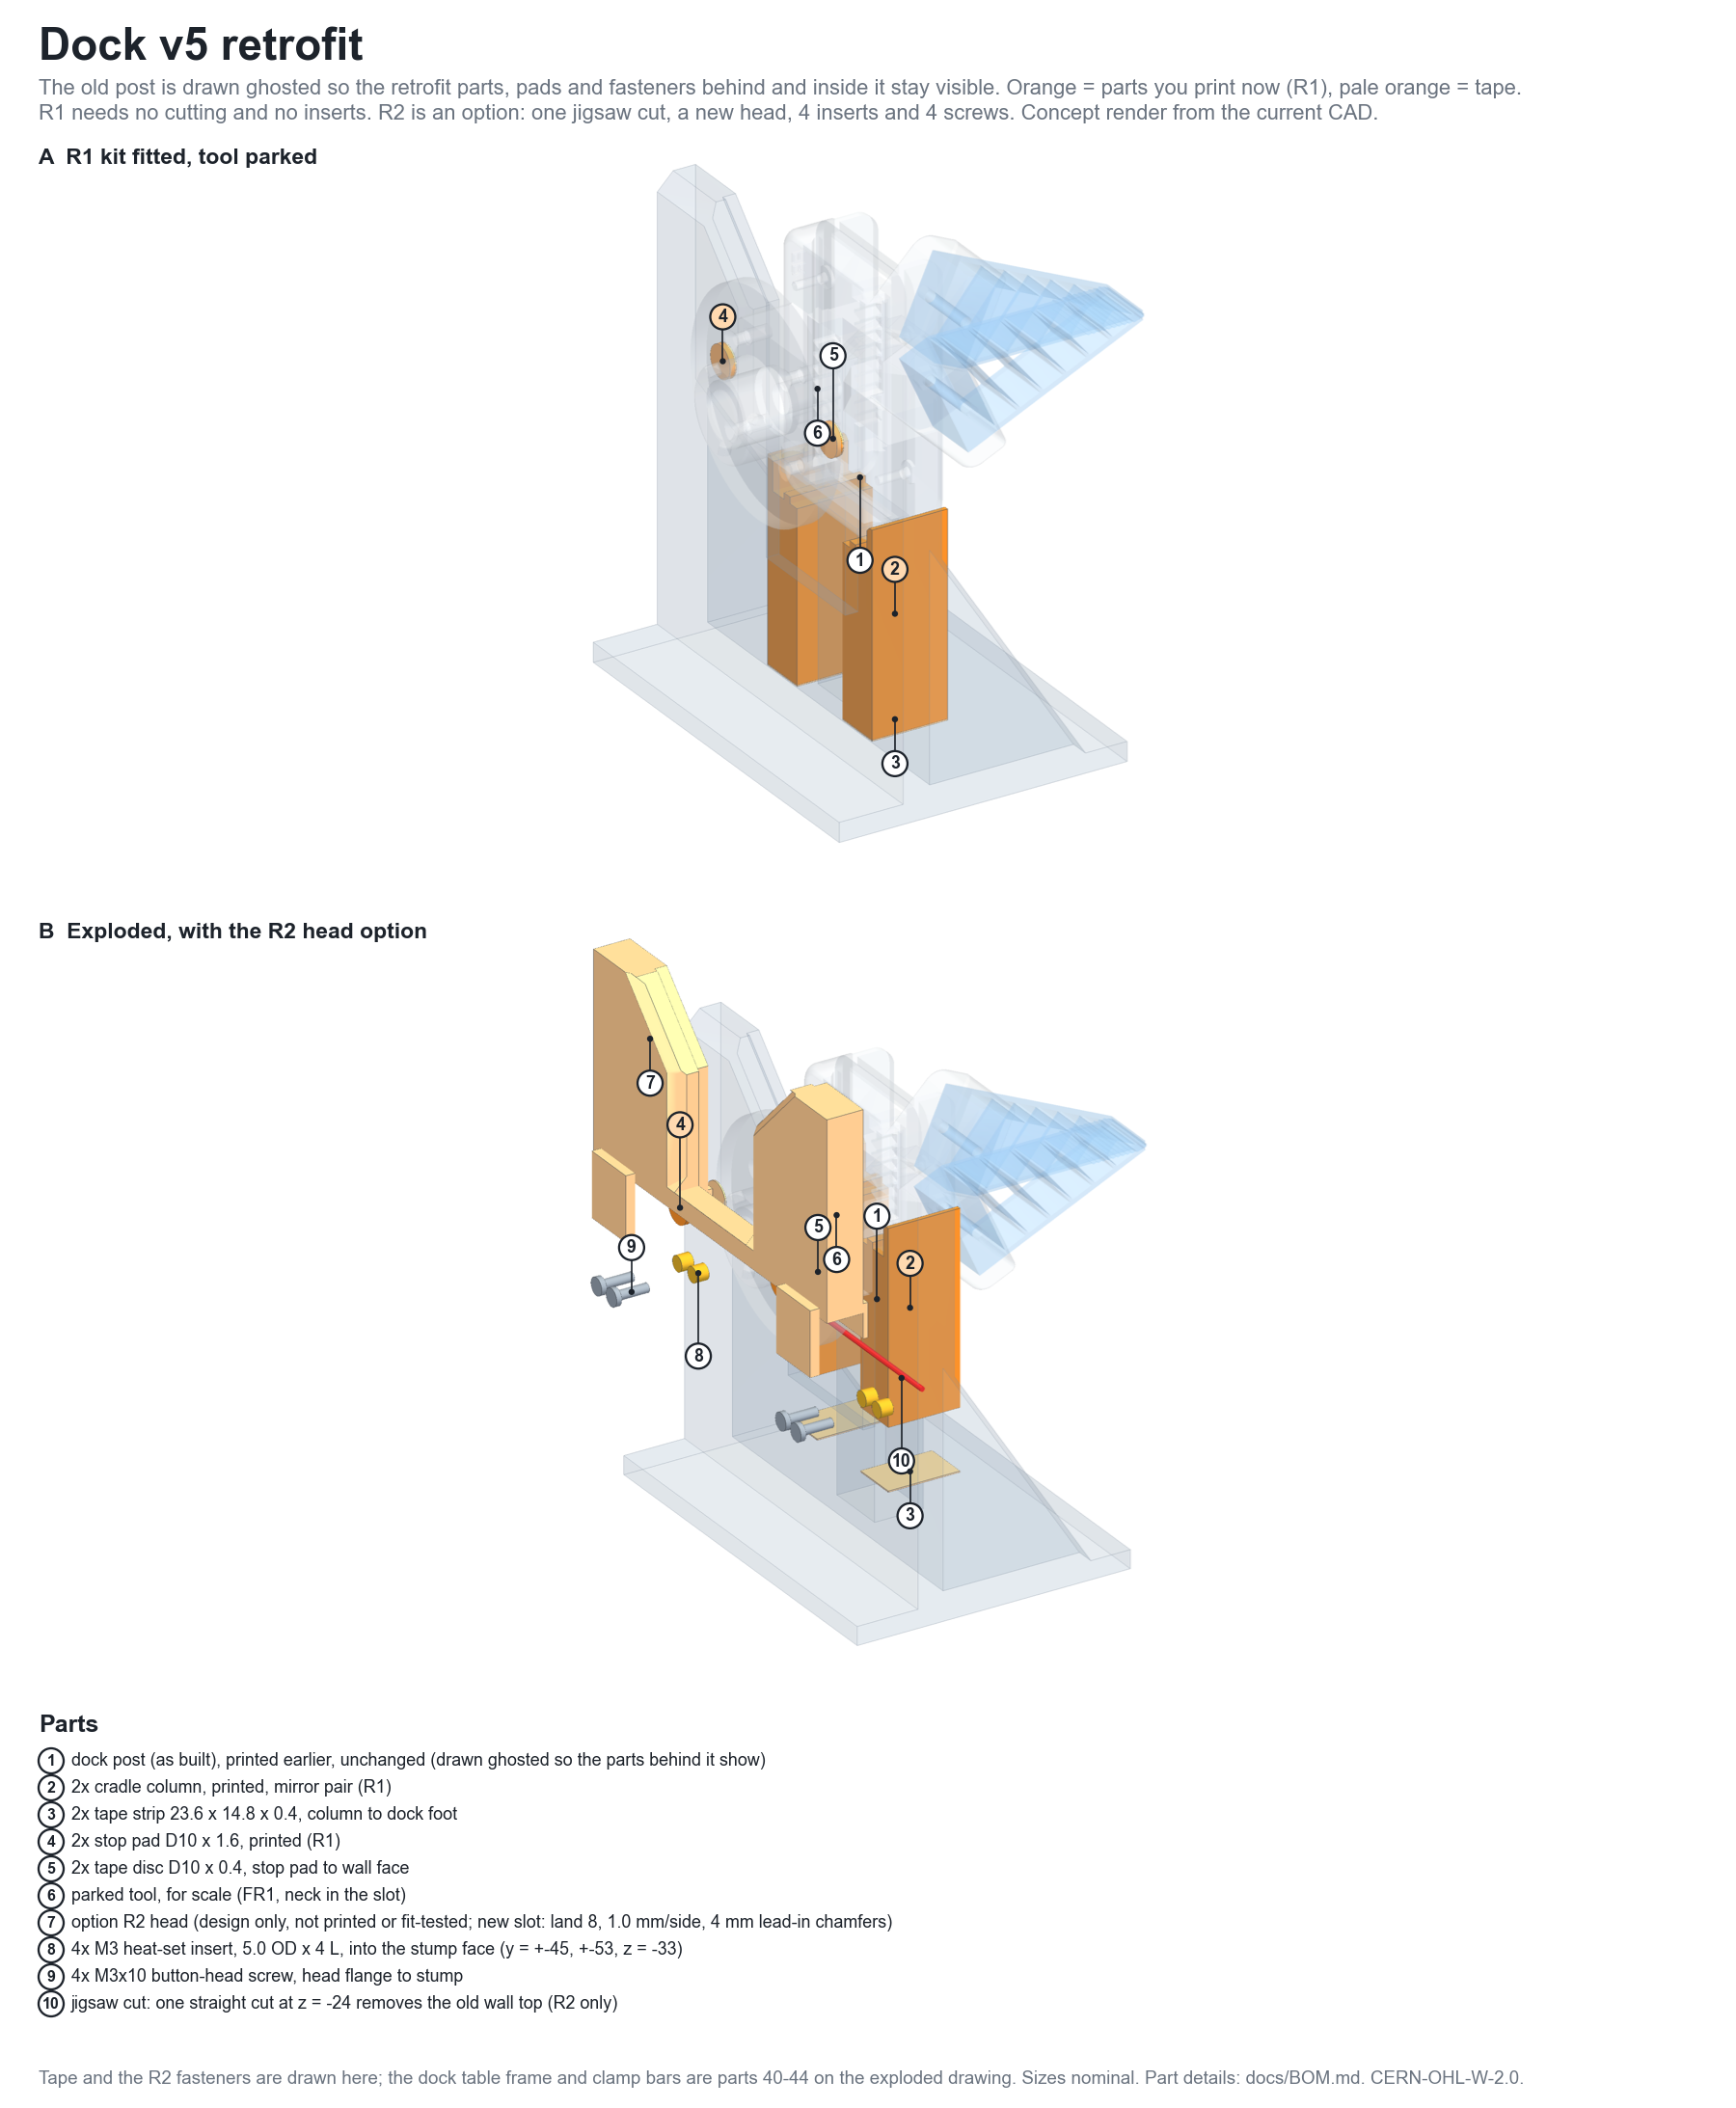 Dock v5 retrofit
The old post is drawn ghosted so the retrofit parts, pads and fasteners behind and inside it stay visible. Orange = parts you print now (R1), pale orange = tape.
R1 needs no cutting and no inserts. R2 is an option: one jigsaw cut, a new head, 4 inserts and 4 screws. Concept render from the current CAD.
A R1 kit fitted, tool parked
4
5
6
1
2
3
B Exploded, with the R2 head option
7
4
5
1
9
6
2
8
10
3
Parts
1 dock post (as built), printed earlier, unchanged (drawn ghosted so the parts behind it show)
2 2x cradle column, printed, mirror pair (R1)
3 2x tape strip 23.6 x 14.8 x 0.4, column to dock foot
4 2x stop pad D10 x 1.6, printed (R1)
5 2x tape disc D10 x 0.4, stop pad to wall face
6 parked tool, for scale (FR1, neck in the slot)
7 option R2 head (design only, not printed or fit-tested; new slot: land 8, 1.0 mm/side, 4 mm lead-in chamfers)
8 4x M3 heat-set insert, 5.0 OD x 4 L, into the stump face (y = +-45, +-53, z = -33)
9 4x M3x10 button-head screw, head flange to stump
10 jigsaw cut: one straight cut at z = -24 removes the old wall top (R2 only)
Tape and the R2 fasteners are drawn here; the dock table frame and clamp bars are parts 40-44 on the exploded drawing. Sizes nominal. Part details: docs/BOM.md. CERN-OHL-W-2.0.